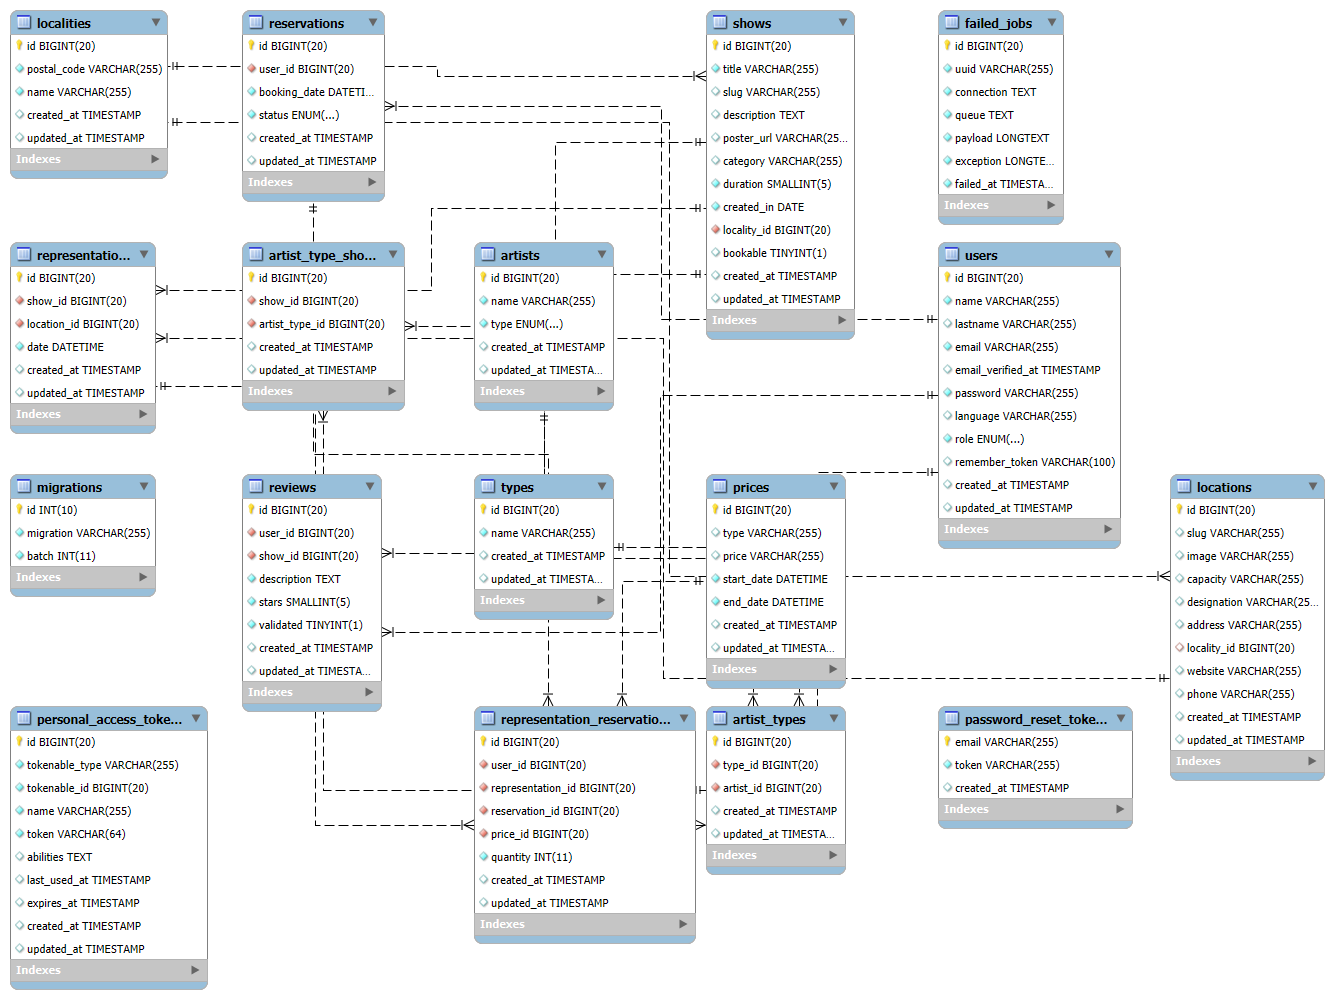 localities
id BIGINT(20)
postal_code VARCHAR(255)
name VARCHAR(255)
created_at TIMESTAMP
updated_at TIMESTAMP
Indexes
reservations
id BIGINT(20)
user_id BIGINT(20)
booking_date DATETI...
status ENUM(...)
created_at TIMESTAMP
updated_at TIMESTAMP
Indexes
shows
id BIGINT(20)
title VARCHAR(255)
slug VARCHAR(255)
description TEXT
poster_url VARCHAR(25...
category VARCHAR(255)
duration SMALLINT(5)
created_in DATE
locality_id BIGINT(20)
bookable TINYINT(1)
created_at TIMESTAMP
updated_at TIMESTAMP
Indexes
failed_jobs
id BIGINT(20)
uuid VARCHAR(255)
connection TEXT
queue TEXT
payload LONGTEXT
exception LONGTE...
failed_at TIMESTA...
Indexes
representatio...
id BIGINT(20)
show_id BIGINT(20)
location_id BIGINT(20)
date DATETIME
created_at TIMESTAMP
updated_at TIMESTAMP
Indexes
artist_type_sho...
id BIGINT(20)
show_id BIGINT(20)
artist_type_id BIGINT(20)
created_at TIMESTAMP
updated_at TIMESTAMP
Indexes
artists
id BIGINT(20)
name VARCHAR(255)
type ENUM(...)
created_at TIMESTAMP
updated_at TIMESTA...
Indexes
users
id BIGINT(20)
name VARCHAR(255)
lastname VARCHAR(255)
email VARCHAR(255)
email_verified_at TIMESTAMP
password VARCHAR(255)
language VARCHAR(255)
role ENUM(...)
remember_token VARCHAR(100)
created_at TIMESTAMP
updated_at TIMESTAMP
Indexes
migrations
id INT(10)
migration VARCHAR(255)
batch INT(11)
Indexes
reviews
id BIGINT(20)
user_id BIGINT(20)
show_id BIGINT(20)
description TEXT
stars SMALLINT(5)
validated TINYINT(1)
created_at TIMESTAMP
updated_at TIMESTA...
Indexes
types
id BIGINT(20)
name VARCHAR(255)
created_at TIMESTAMP
updated_at TIMESTA...
Indexes
prices
id BIGINT(20)
type VARCHAR(255)
price VARCHAR(255)
start_date DATETIME
end_date DATETIME
created_at TIMESTAMP
updated_at TIMESTA...
Indexes
locations
id BIGINT(20)
slug VARCHAR(255)
image VARCHAR(255)
capacity VARCHAR(255)
designation VARCHAR(25...
address VARCHAR(255)
locality_id BIGINT(20)
website VARCHAR(255)
phone VARCHAR(255)
created_at TIMESTAMP
updated_at TIMESTAMP
Indexes
personal_access_toke...
id BIGINT(20)
tokenable_type VARCHAR(255)
tokenable_id BIGINT(20)
name VARCHAR(255)
token VARCHAR(64)
abilities TEXT
last_used_at TIMESTAMP
expires_at TIMESTAMP
created_at TIMESTAMP
updated_at TIMESTAMP
Indexes
representation_reservatio...
id BIGINT(20)
user_id BIGINT(20)
representation_id BIGINT(20)
reservation_id BIGINT(20)
price_id BIGINT(20)
quantity INT(11)
created_at TIMESTAMP
updated_at TIMESTAMP
Indexes
artist_types
id BIGINT(20)
type_id BIGINT(20)
artist_id BIGINT(20)
created_at TIMESTAMP
updated_at TIMESTA...
Indexes
password_reset_toke...
email VARCHAR(255)
token VARCHAR(255)
created_at TIMESTAMP
Indexes